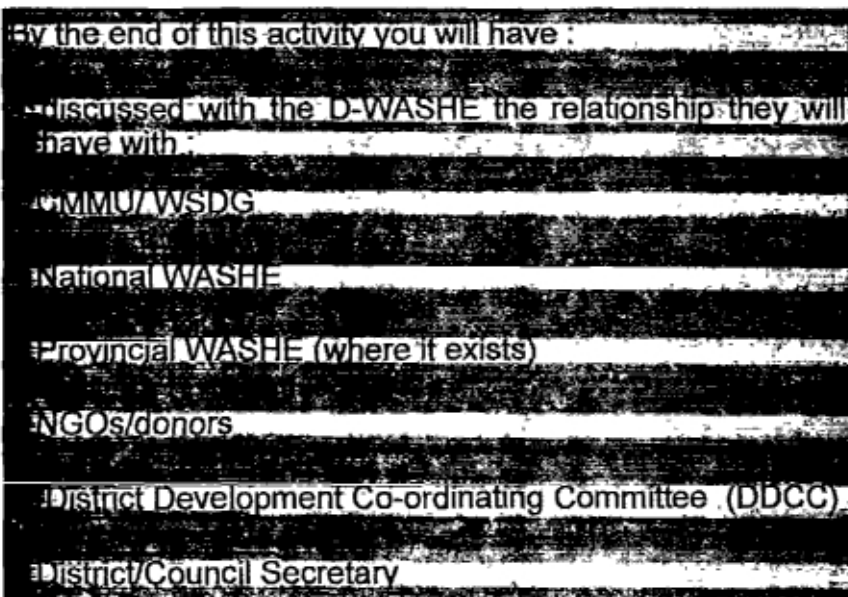 By the end of this activity you will have :
discussed with the D-WASHE the relationship they will
have with :
CMMU/ WSDG
National WASHE
Provincial WASHE (where it exists)
NGOs/donors
District Development Co-ordinating Committee (DDCC)
District/Council Secretary